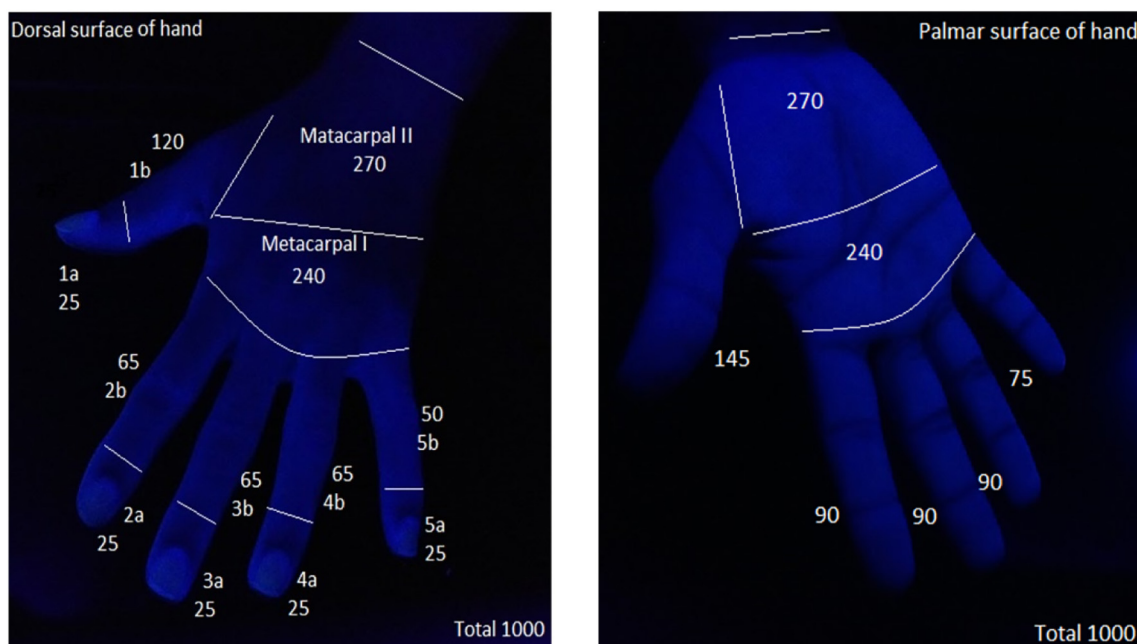 Dorsal surface of hand
Matacarpal II
270
120
1b
Metacarpal I
240
1a
25
65
2b
50
5b
65
3b
65
4b
2a
25
5a
25
3a
25
4a
25
Total 1000
Palmar surface of hand
270
240
145
75
90
90
90
Total 1000